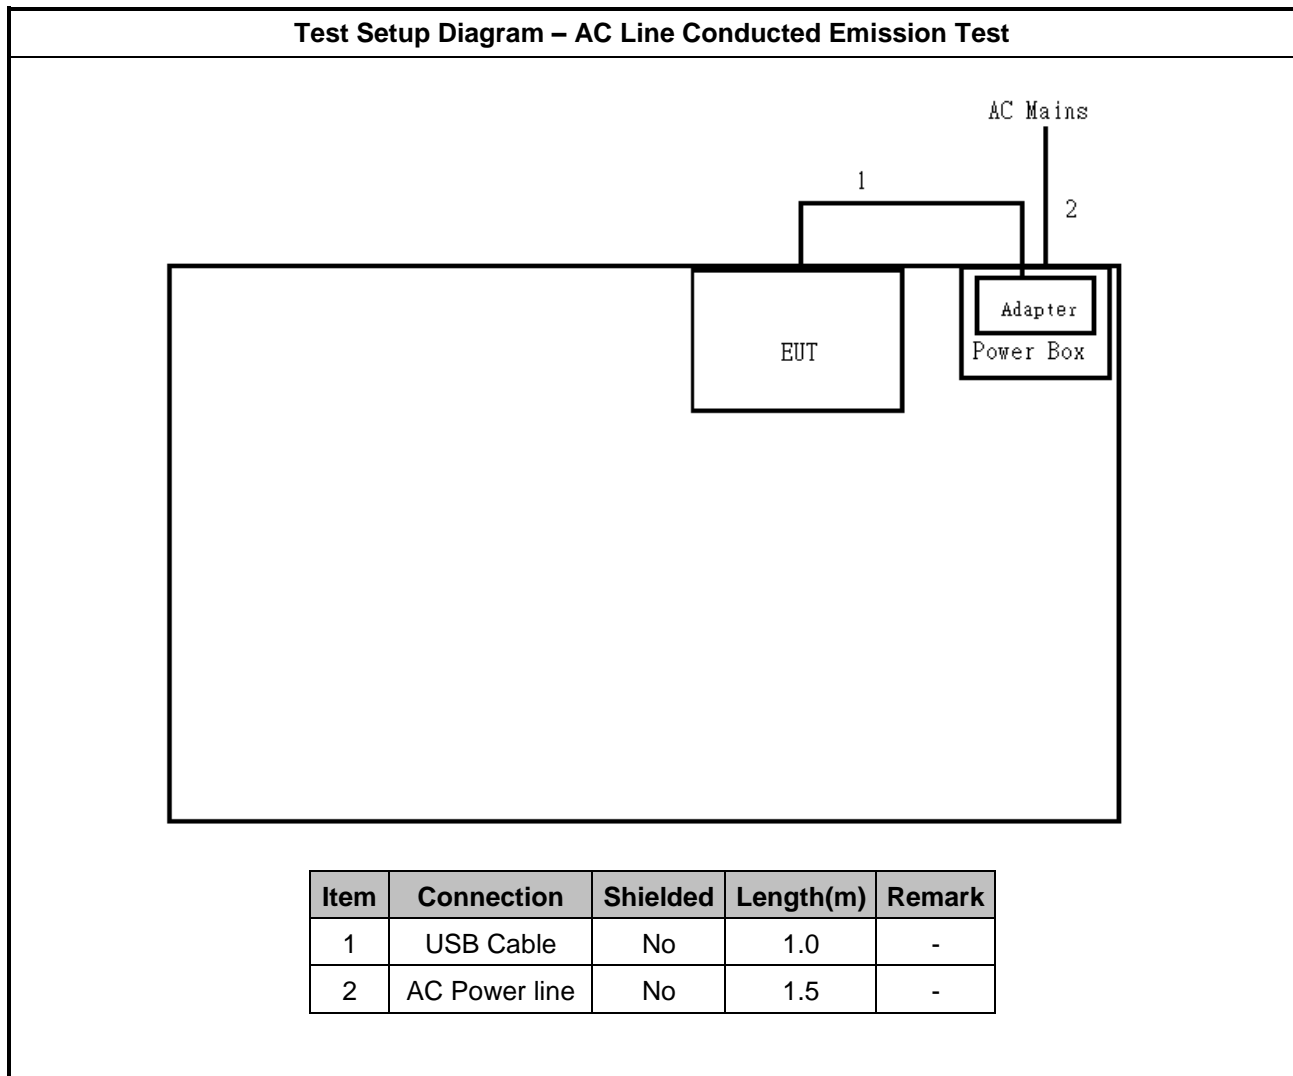 Test Setup Diagram – AC Line Conducted Emission Test
AC Mains
1
2
Adapter
EUT
Power Box
Item Connection Shielded Length(m) Remark
1 USB Cable No 1.0 -
2 AC Power line No 1.5 -